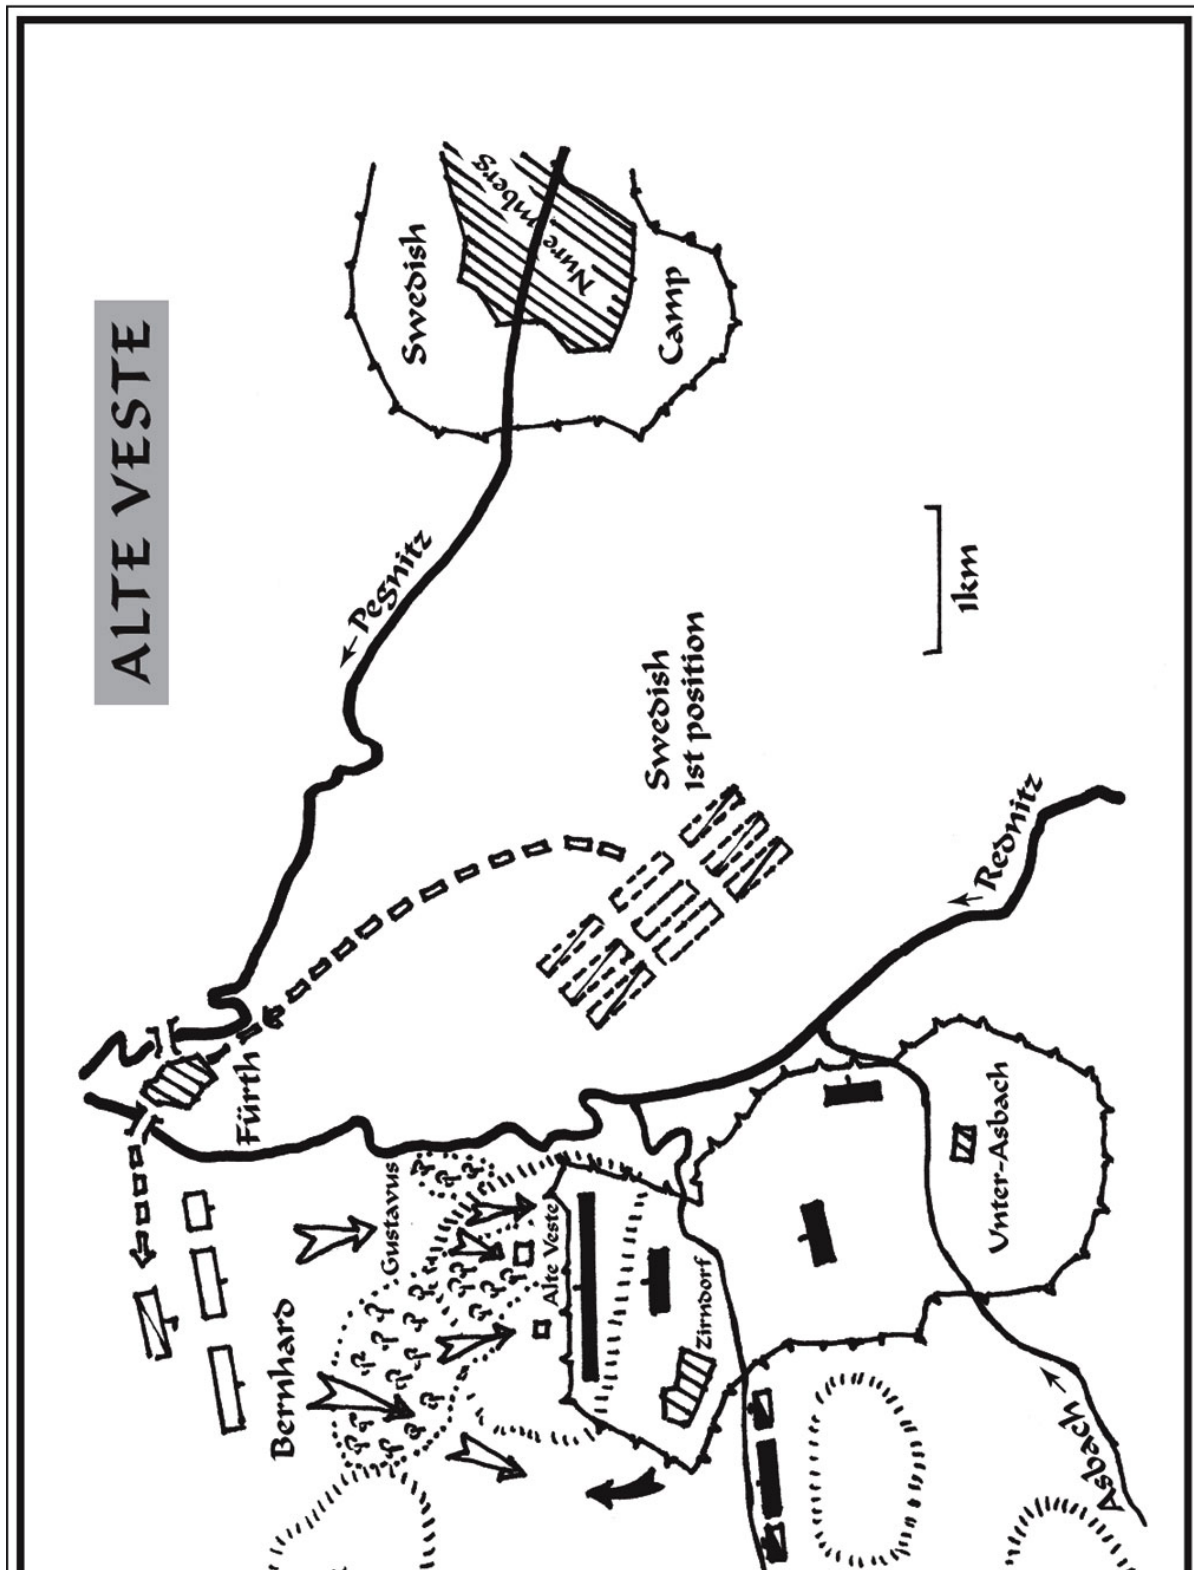 ALTE VESTE
Swedish
Nuremberg
Camp
Pegnitz
1km
Swedish
1st position
Rednitz
Fürth
Gustavus
Bernhard
Alte Veste
Zirndorf
Unter-Asbach
Asbach